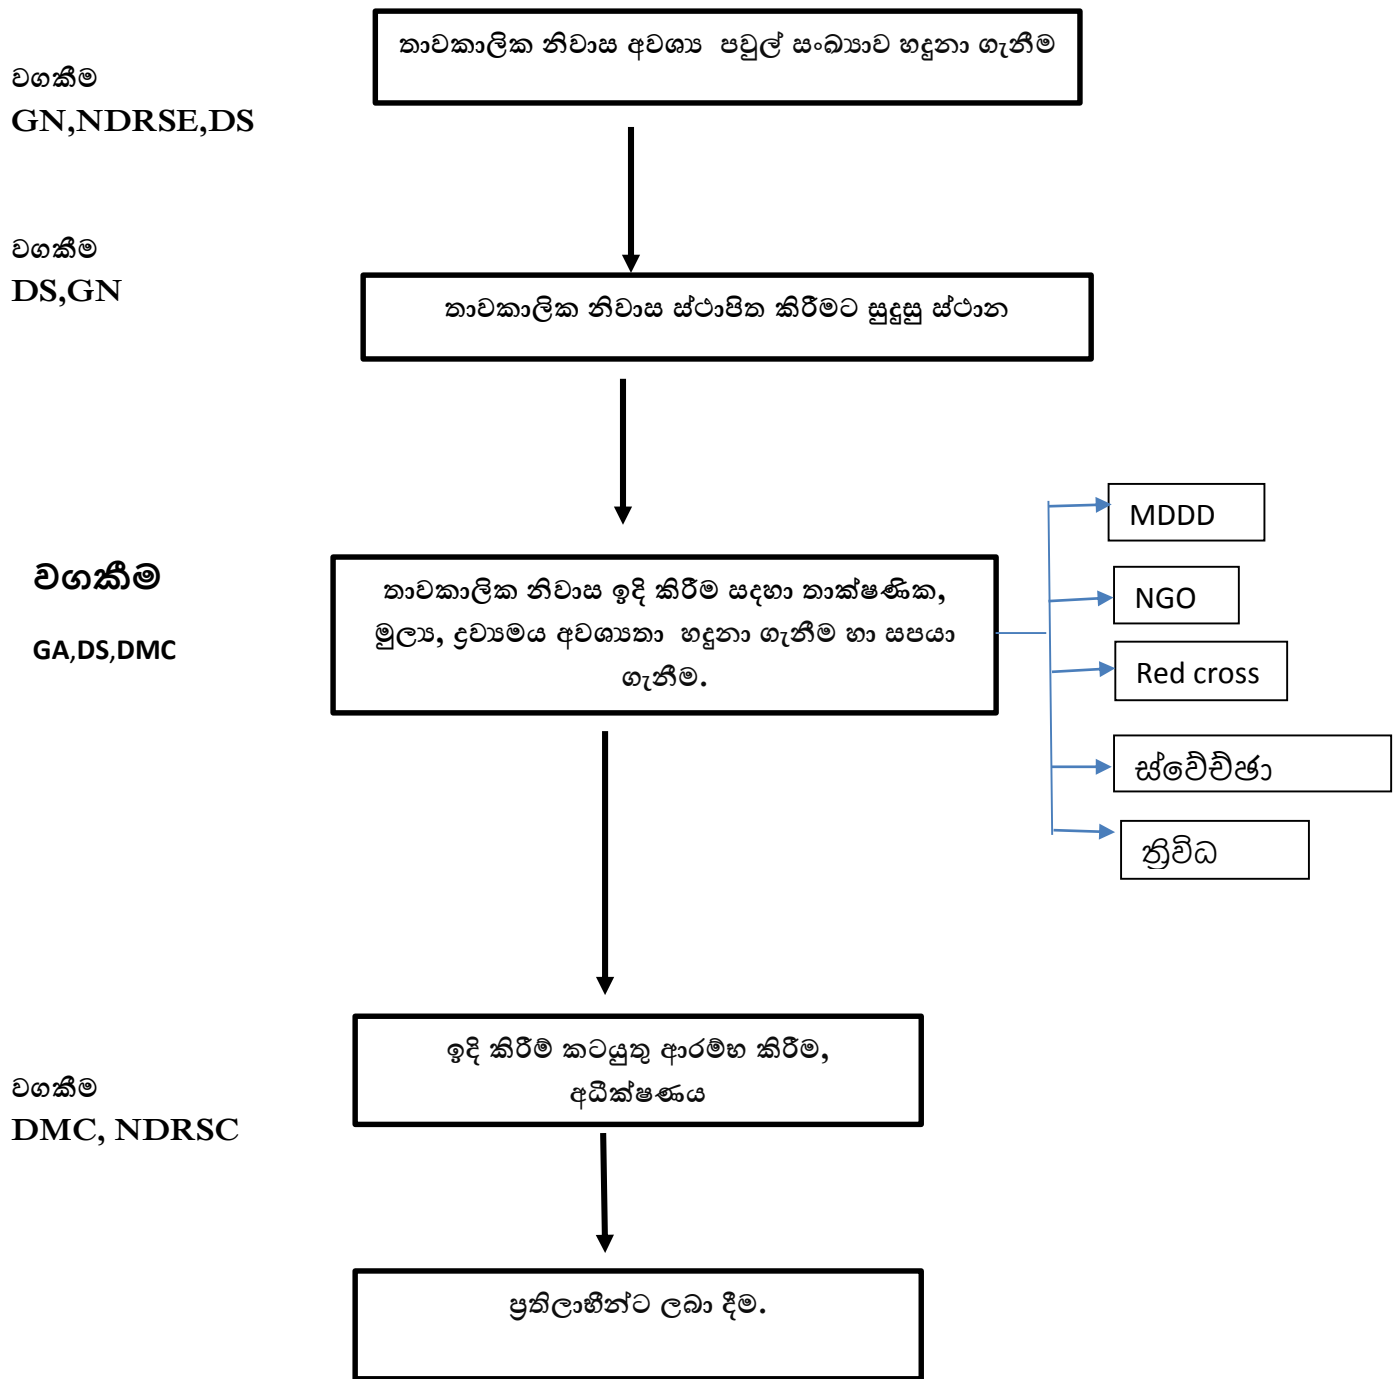 තාවකාලික නිවාස අවශ්‍ය පවුල් සංඛ්‍යාව හදුනා ගැනීම
වගකීම
GN,NDRSE,DS
වගකීම
DS,GN
තාවකාලික නිවාස ස්ථාපිත කිරීමට සුදුසු ස්ථාන
වගකීම
GA,DS,DMC
තාවකාලික නිවාස ඉදි කිරීම සදහා තාක්ෂණික,
මුල්‍ය, ද්‍රව්‍යමය අවශ්‍යතා හදුනා ගැනීම හා සපයා
ගැනීම.
MDDD
NGO
Red cross
ස්වේච්ඡා
ත්‍රිවිධ
ඉදි කිරීම් කටයුතු ආරම්භ කිරීම,
අධීක්ෂණය
වගකීම
DMC, NDRSC
ප්‍රතිලාභීන්ට ලබා දීම.